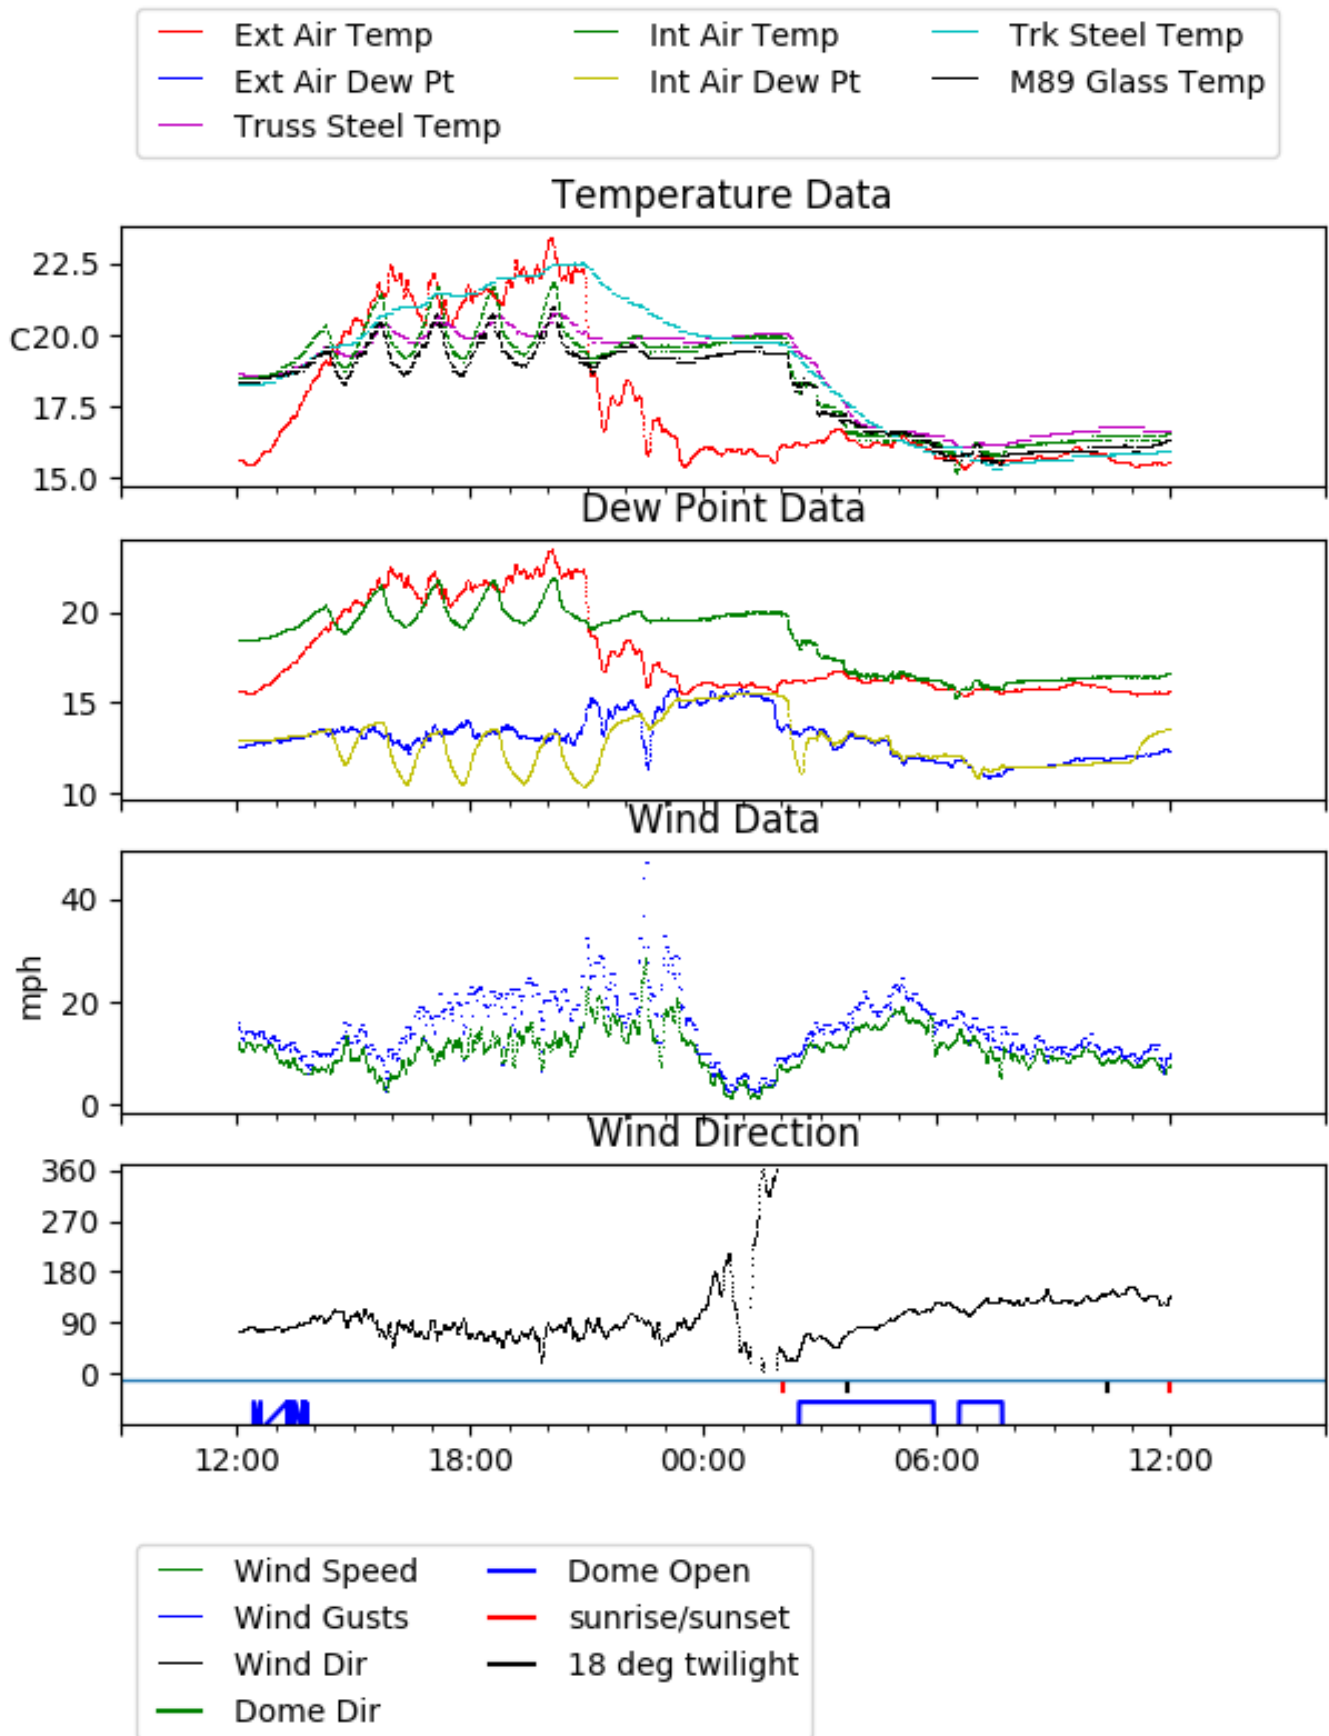 Ext Air Temp Int Air Temp Trk Steel Temp
Ext Air Dew Pt Int Air Dew Pt M89 Glass Temp
Truss Steel Temp
Temperature Data
22.5
C
20.0
17.5
15.0
Dew Point Data
20
15
10
Wind Data
40
mph
20
0
Wind Direction
360
270
180
90
0
12:00 18:00 00:00 06:00 12:00
Wind Speed Dome Open
Wind Gusts sunrise/sunset
Wind Dir 18 deg twilight
Dome Dir